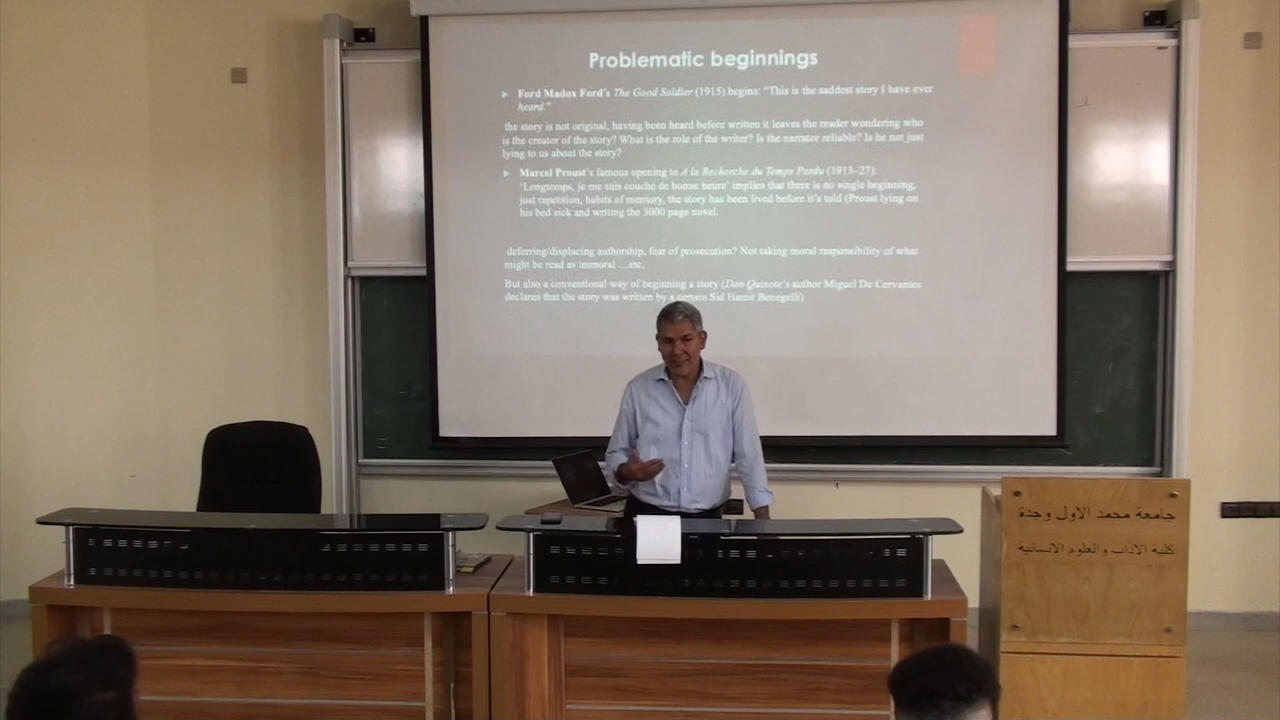 Problematic beginnings
Ford Madox Ford's The Good Soldier (1915) begins: "This is the saddest story I have ever
heard."
the story is not original, having been heard before written it leaves the reader wondering who
is the creator of the story? What is the role of the writer? Is the narrator reliable? Is he not just
lying to us about the story?
Marcel Proust's famous opening to A la Recherche du Temps Perdu (1913–27):
'Longtemps, je me suis couché de bonne heure' implies that there is no single beginning,
just repetition, habits of memory, the story has been lived before it's told (Proust lying on
his bed sick and writing the 3000 page novel.
deferring/displacing authorship, fear of prosecution? Not taking moral responsibility of what
might be read as immoral …etc,
But also a conventional way of beginning a story (Don Quixote's author Miguel De Cervantes
declares that the story was written by a certain Sid Hamit Benegelli)
جامعة محمد الاول وجدة
كلية الاداب والعلوم الانسانية